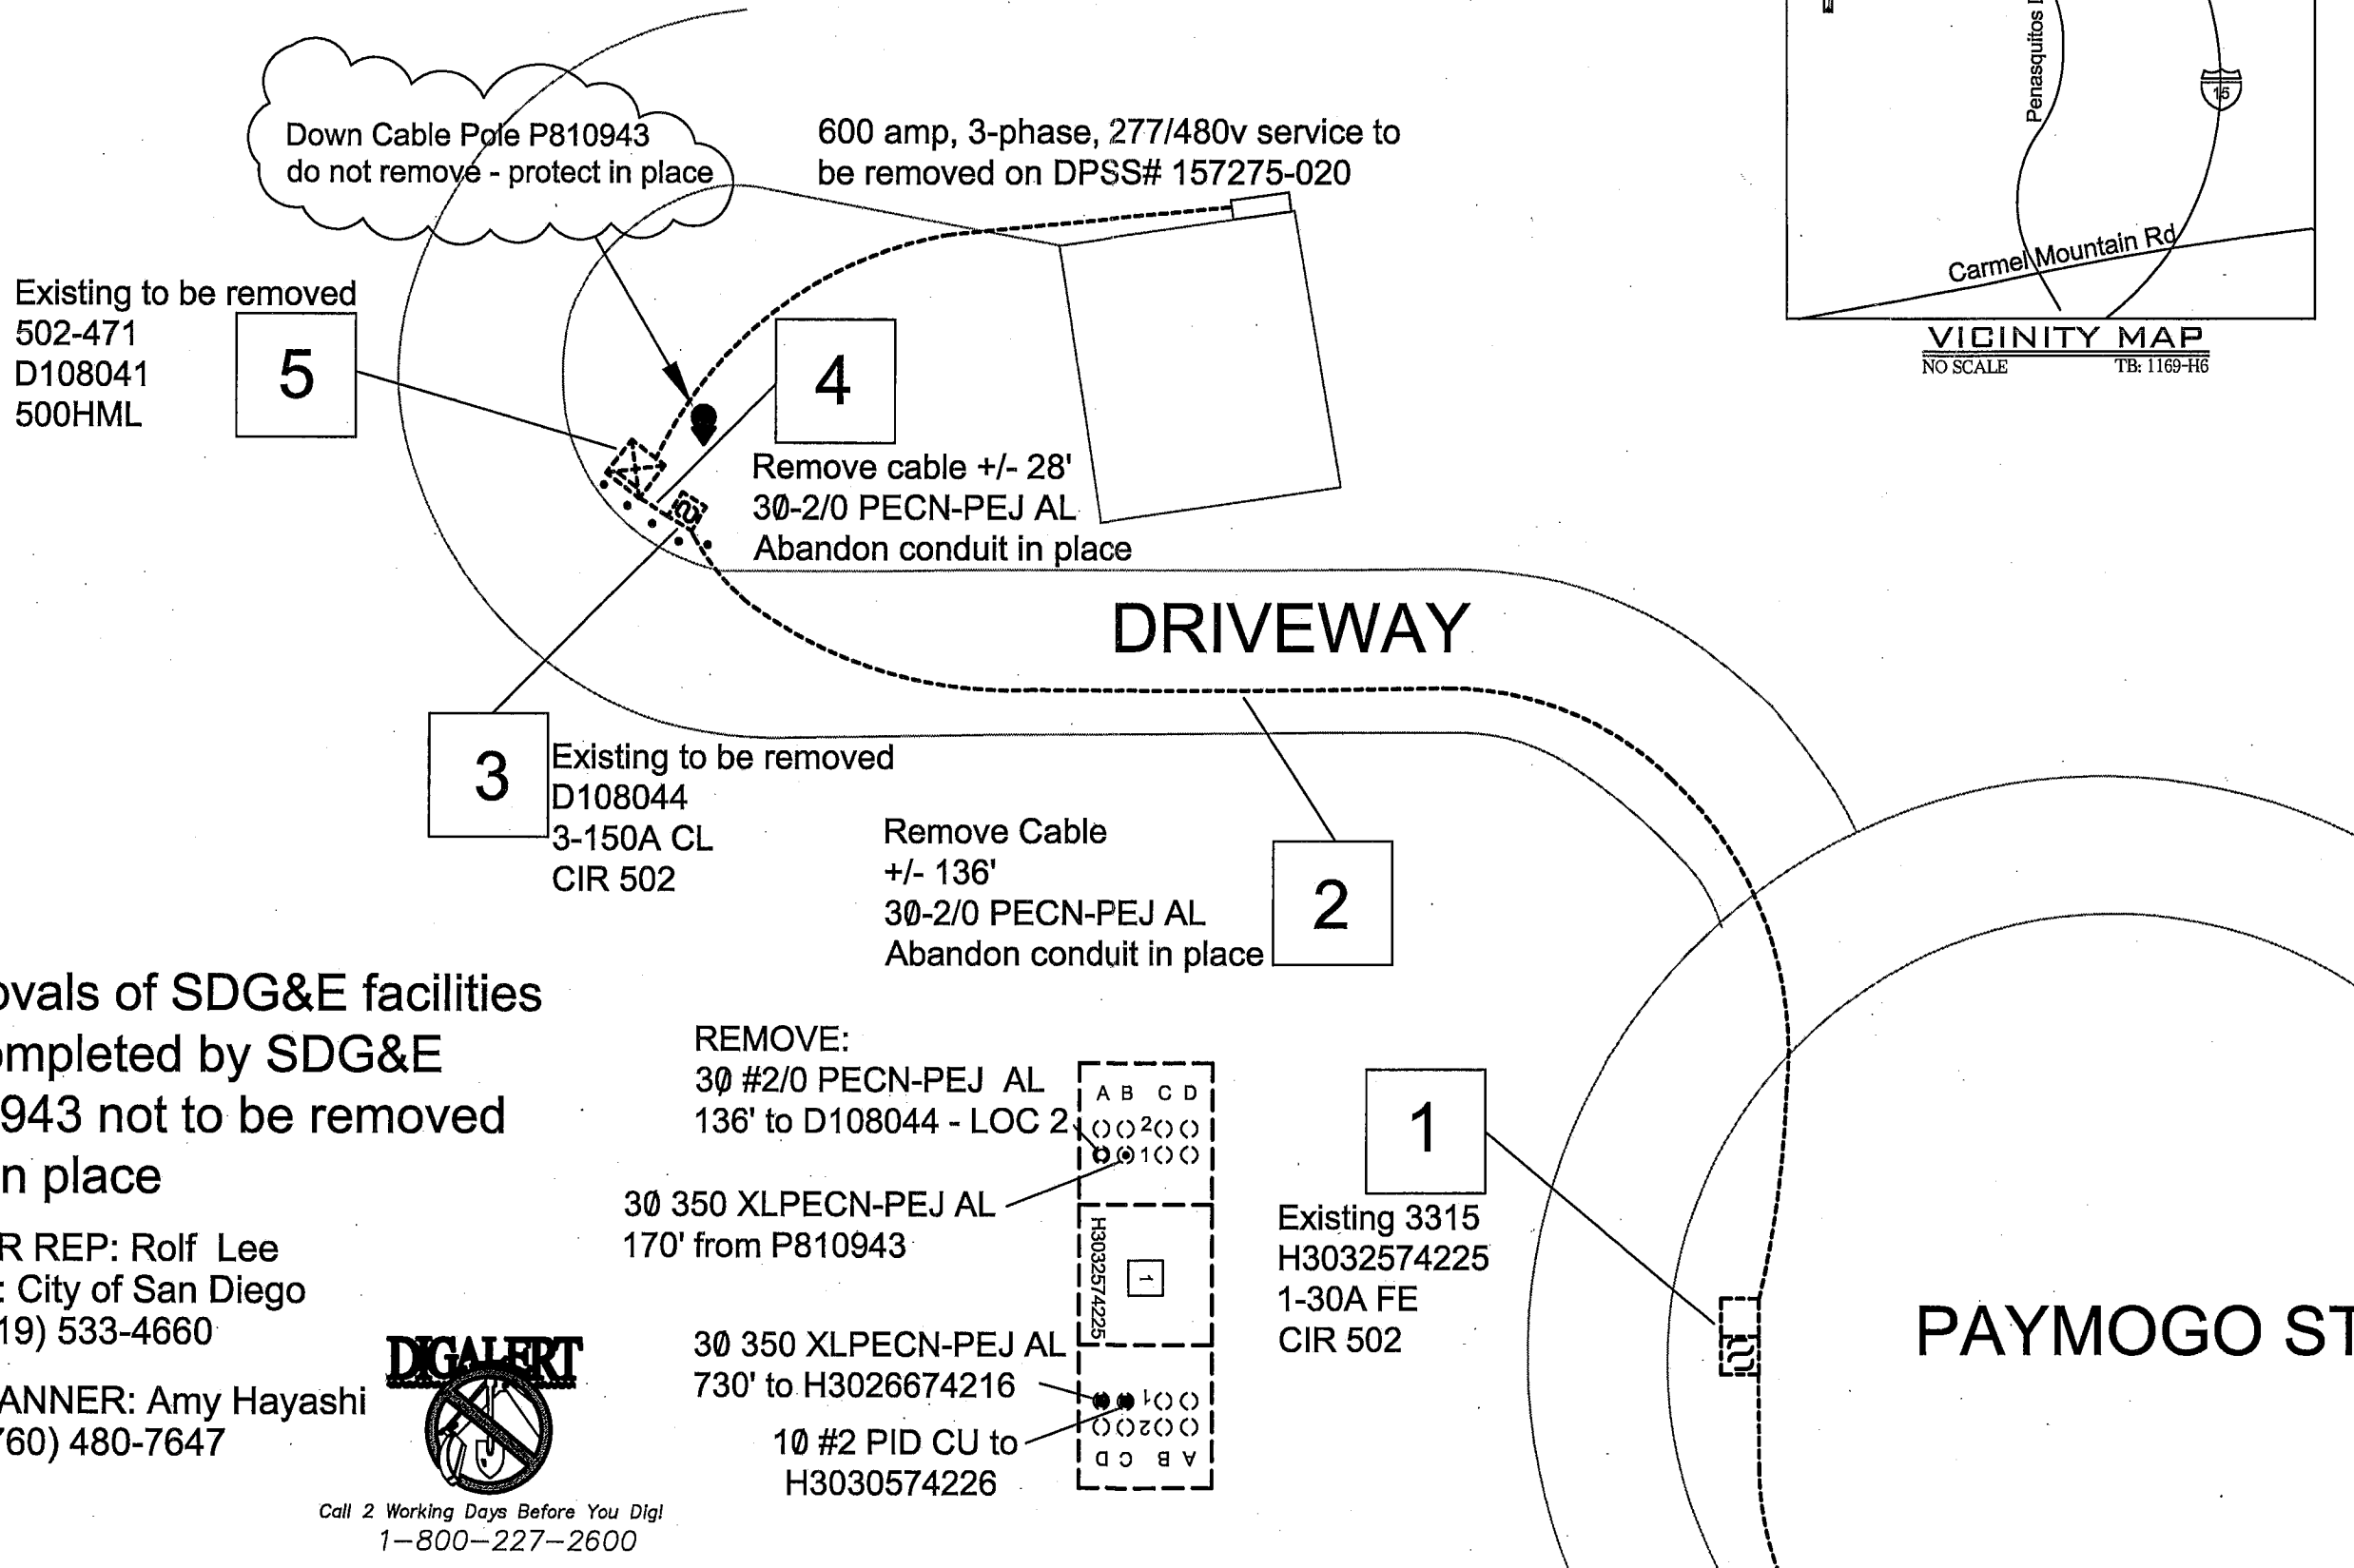 Down Cable Pole P810943
do not remove - protect in place
600 amp, 3-phase, 277/480v service to
be removed on DPSS# 157275-020
Penasquitos
15
Carmel Mountain Rd
VICINITY MAP
NO SCALE TB: 1169-H6
Existing to be removed
502-471
D108041
500HML
5
4
Remove cable +/- 28'
3Ø-2/0 PECN-PEJ AL
Abandon conduit in place
DRIVEWAY
3
Existing to be removed
D108044
3-150A CL
CIR 502
Remove Cable
+/- 136'
3Ø-2/0 PECN-PEJ AL
Abandon conduit in place
2
ovals of SDG&E facilities
ompleted by SDG&E
943 not to be removed
n place
R REP: Rolf Lee
: City of San Diego
19) 533-4660
ANNER: Amy Hayashi
760) 480-7647
DIGALERT
Call 2 Working Days Before You Dig!
1-800-227-2600
REMOVE:
3Ø #2/0 PECN-PEJ AL
136' to D108044 - LOC 2
3Ø 350 XLPECN-PEJ AL
170' from P810943
3Ø 350 XLPECN-PEJ AL
730' to H3026674216
1Ø #2 PID CU to
H3030574226
A B C D
2
1
H3032574225
1
1
2
D C B A
1
Existing 3315
H3032574225
1-30A FE
CIR 502
PAYMOGO ST